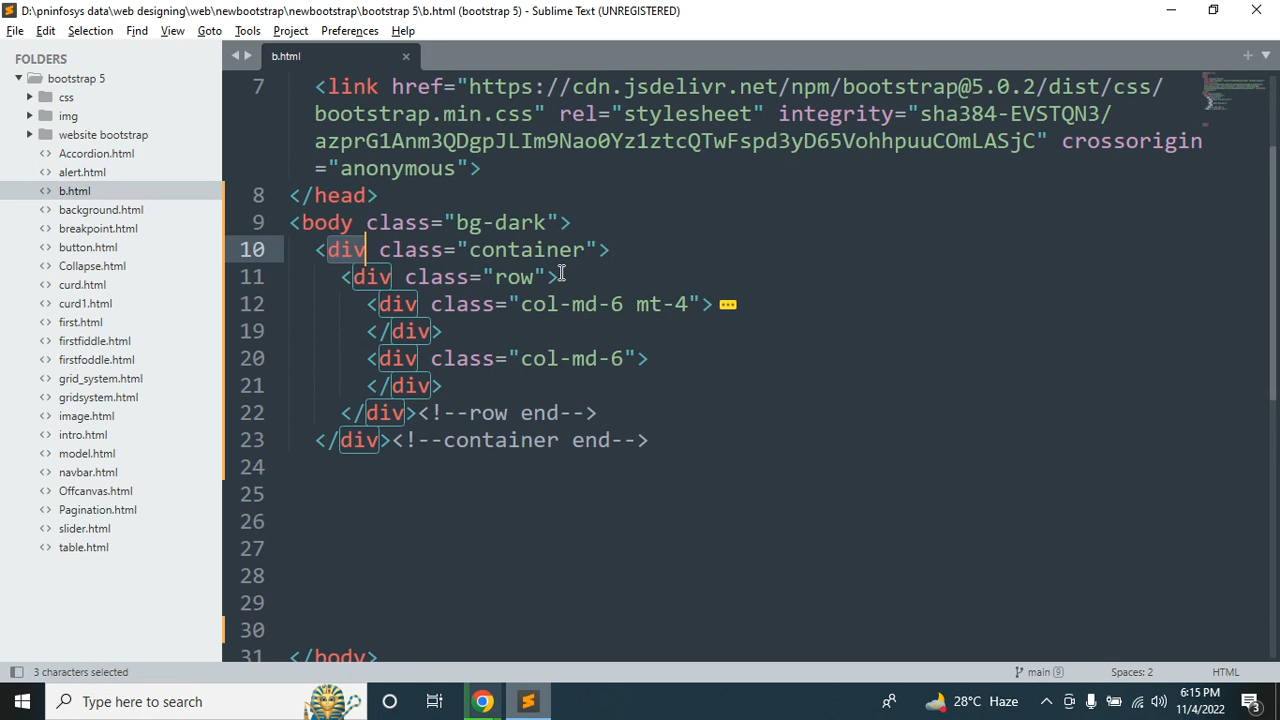 D:\pninfosys data\web designing\web\newbootstrap\newbootstrap\bootstrap 5\b.html (bootstrap 5) - Sublime Text (UNREGISTERED)
File Edit Selection Find View Goto Tools Project Preferences Help
FOLDERS
bootstrap 5
css
img
website bootstrap
Accordion.html
alert.html
b.html
background.html
breakpoint.html
button.html
Collapse.html
curd.html
curd1.html
first.html
firstfiddle.html
firstfoddle.html
grid_system.html
gridsystem.html
image.html
intro.html
model.html
navbar.html
Offcanvas.html
Pagination.html
slider.html
table.html
b.html
7 <link href="https://cdn.jsdelivr.net/npm/bootstrap@5.0.2/dist/css/
bootstrap.min.css" rel="stylesheet" integrity="sha384-EVSTQN3/
azprG1Anm3QDgpJLIm9Nao0Yz1ztcQTwFspd3yD65VohhpuuCOmLASjC" crossorigin
="anonymous">
8 </head>
9 <body class="bg-dark">
10 <div class="container">
11 <div class="row">
12 <div class="col-md-6 mt-4">
19 </div>
20 <div class="col-md-6">
21 </div>
22 </div><!--row end-->
23 </div><!--container end-->
24
25
26
27
28
29
30
31 </body>
3 characters selected
main 9
Spaces: 2
HTML
Type here to search
28°C Haze
6:15 PM
11/4/2022
3